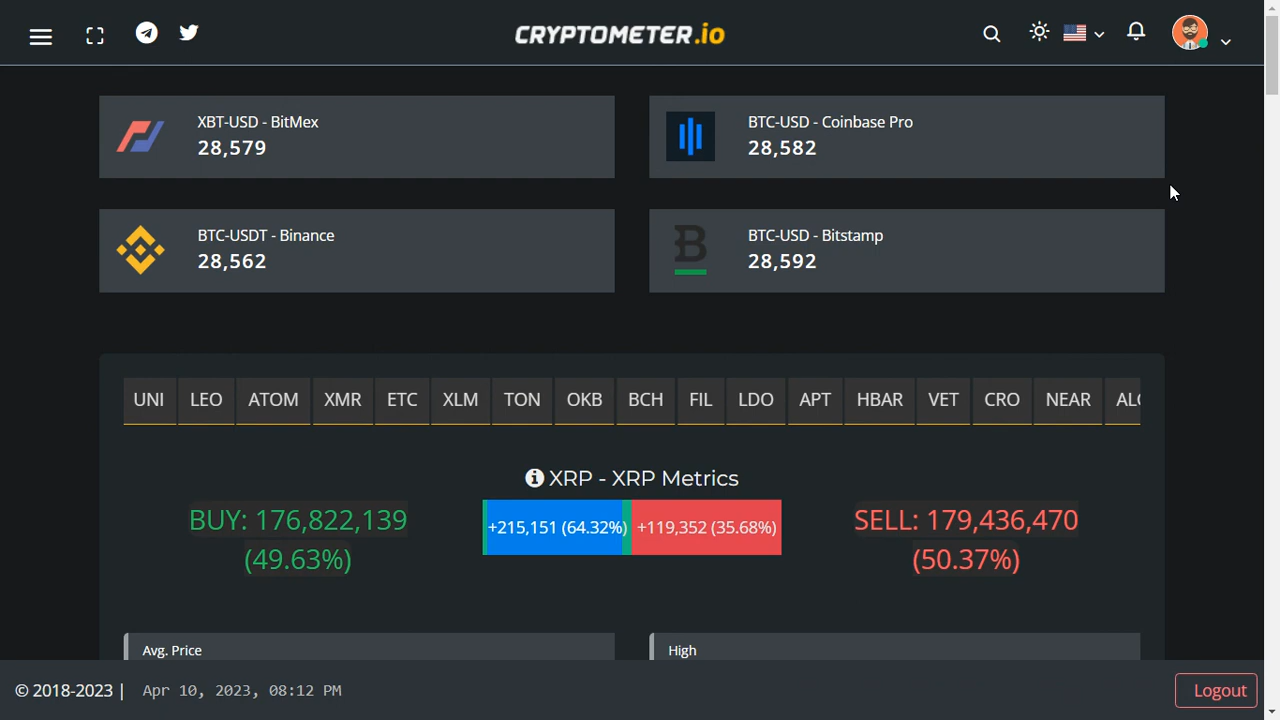 CRYPTOMETER.io
XBT-USD - BitMex
28,579
BTC-USD - Coinbase Pro
28,582
BTC-USDT - Binance
28,562
BTC-USD - Bitstamp
28,592
UNI LEO ATOM XMR ETC XLM TON OKB BCH FIL LDO APT HBAR VET CRO NEAR
XRP - XRP Metrics
BUY: 176,822,139
(49.63%)
+215,151 (64.32%) +119,352 (35.68%)
SELL: 179,436,470
(50.37%)
Avg. Price
High
© 2018-2023 | Apr 10, 2023, 08:12 PM
Logout